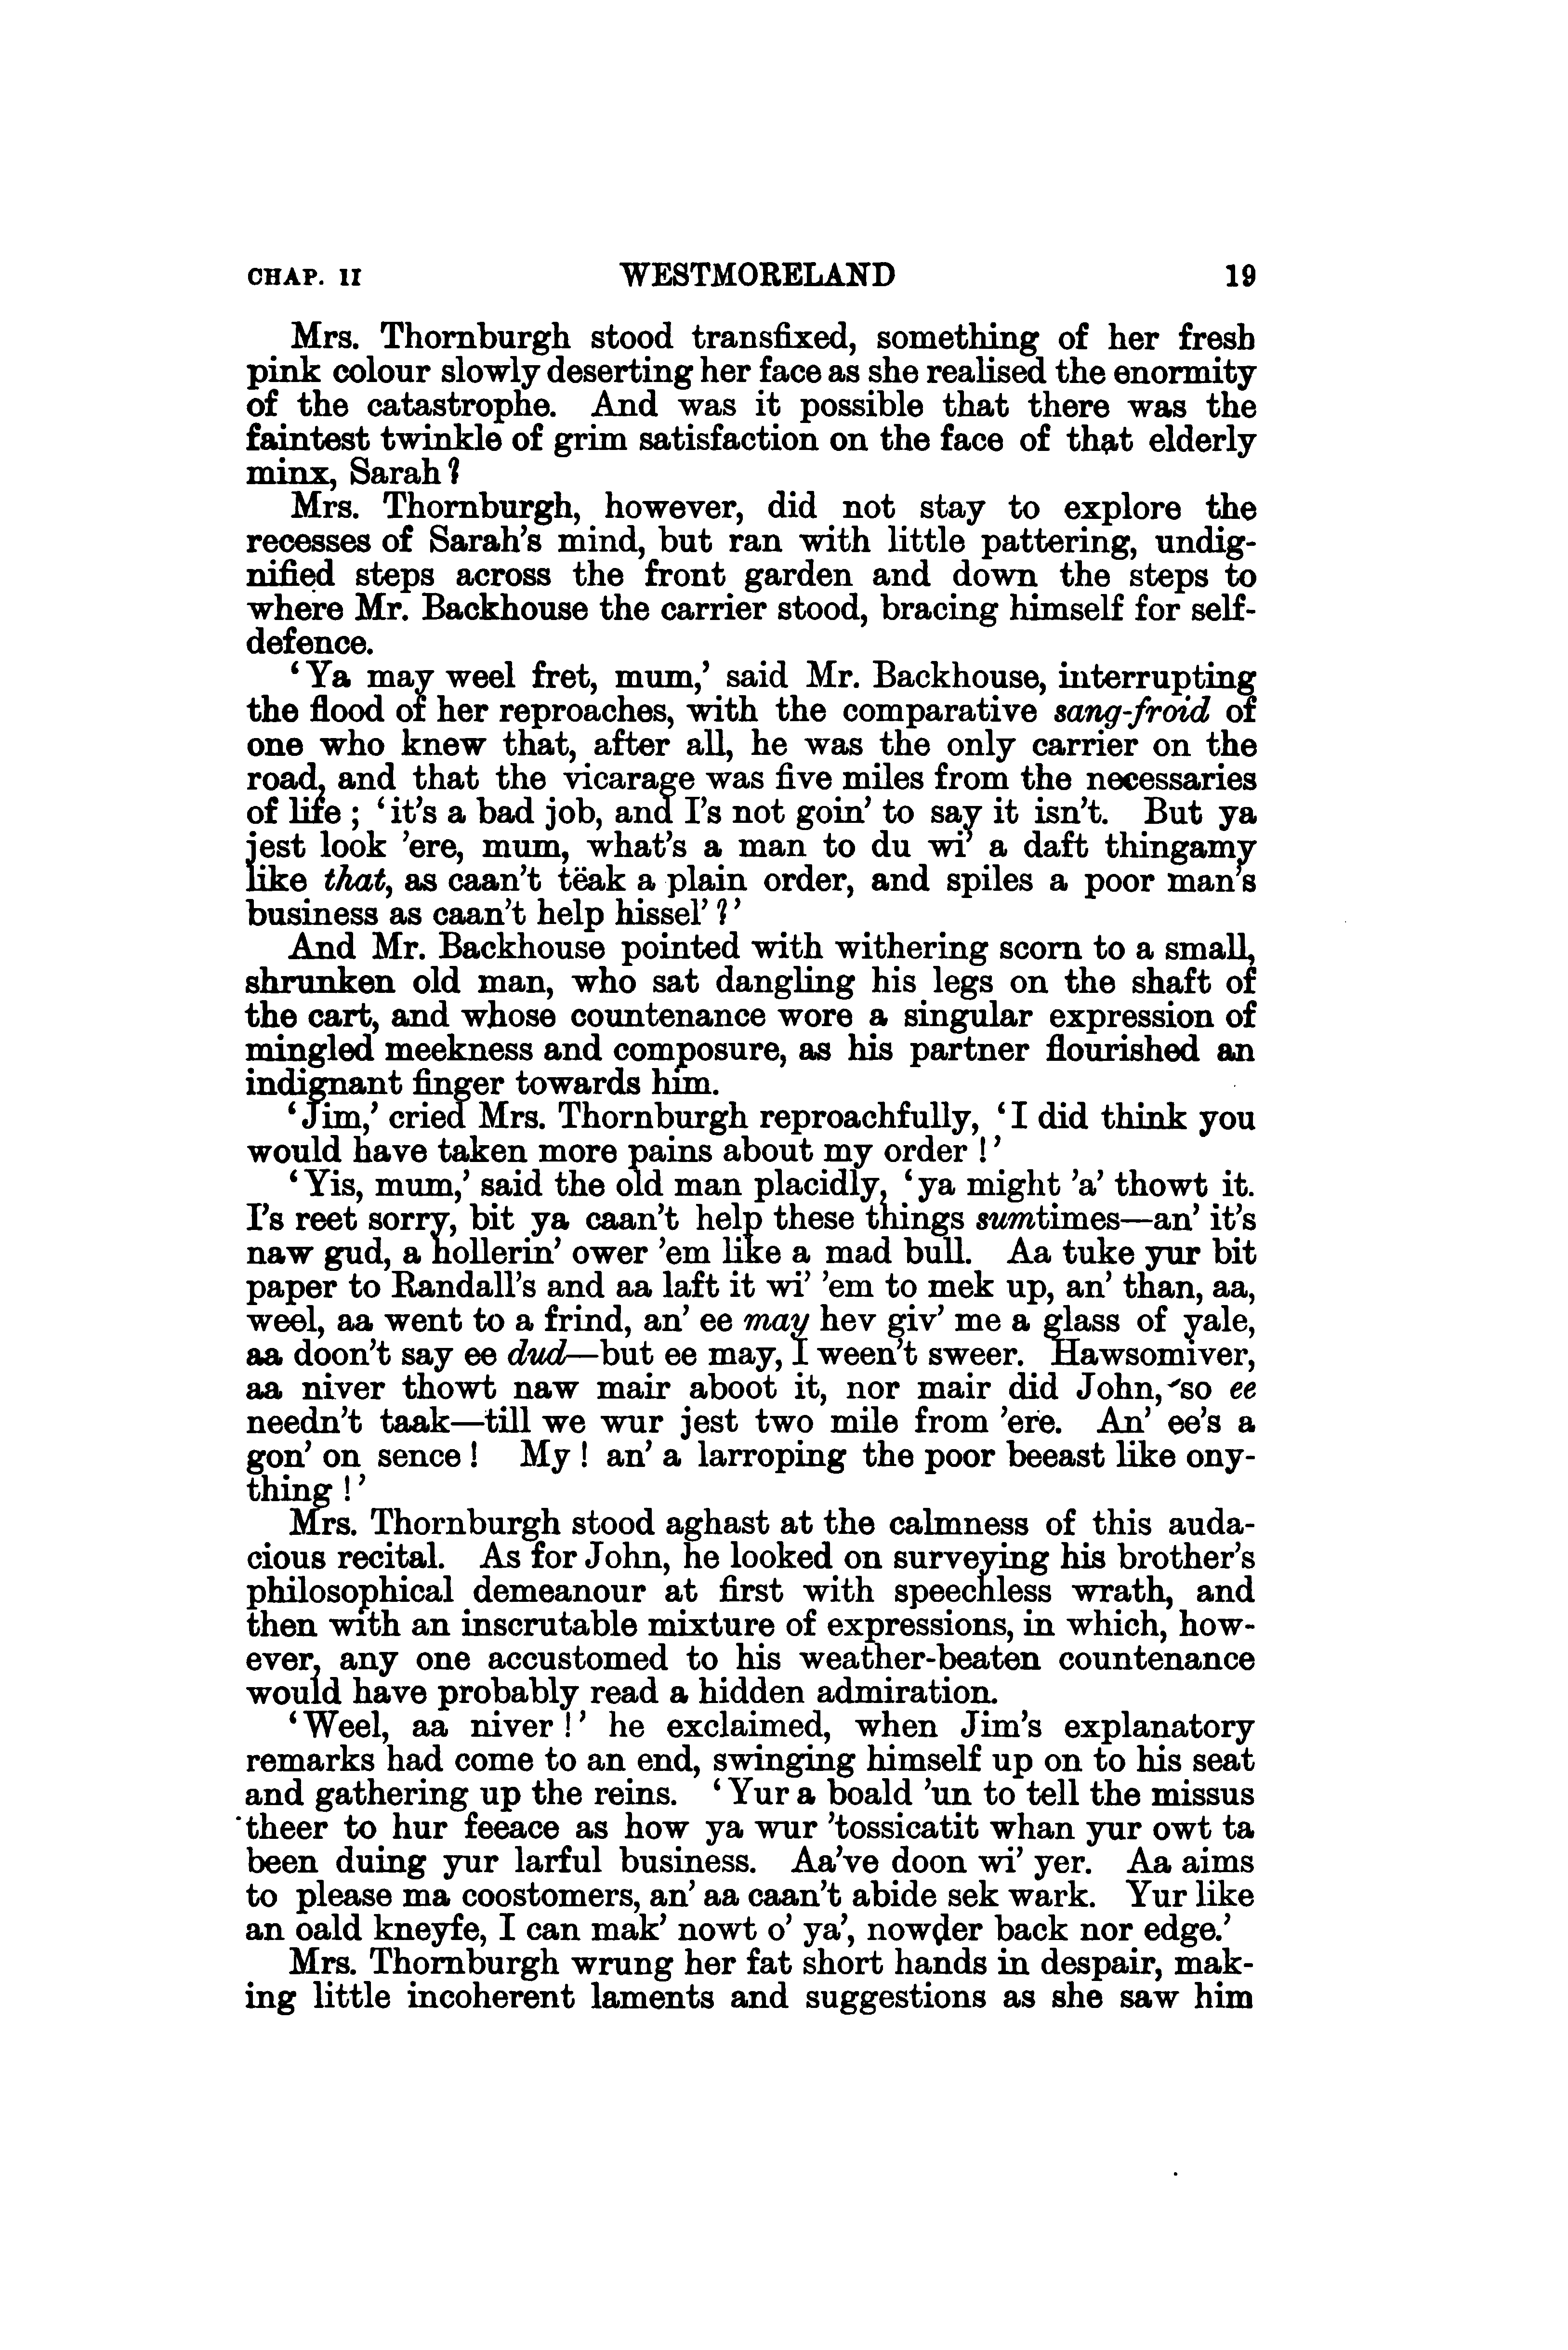 CHAP. II WESTMORELAND 19
Mrs. Thornburgh stood transfixed, something of her fresh
pink colour slowly deserting her face as she realised the enormity
of the catastrophe. And was it possible that there was the
faintest twinkle of grim satisfaction on the face of that elderly
minx, Sarah?
Mrs. Thornburgh, however, did not stay to explore the
recesses of Sarah's mind, but ran with little pattering, undig-
nified steps across the front garden and down the steps to
where Mr. Backhouse the carrier stood, bracing himself for self-
defence.
'Ya may weel fret, mum,' said Mr. Backhouse, interrupting
the flood of her reproaches, with the comparative sang-froid of
one who knew that, after all, he was the only carrier on the
road, and that the vicarage was five miles from the necessaries
of life; 'it's a bad job, and I's not goin' to say it isn't. But ya
jest look 'ere, mum, what's a man to du wi' a daft thingamy
like that, as caan't tëak a plain order, and spiles a poor man's
business as caan't help hissel'?'
And Mr. Backhouse pointed with withering scorn to a small,
shrunken old man, who sat dangling his legs on the shaft of
the cart, and whose countenance wore a singular expression of
mingled meekness and composure, as his partner flourished an
indignant finger towards him.
'Jim,' cried Mrs. Thornburgh reproachfully, 'I did think you
would have taken more pains about my order!'
'Yis, mum,' said the old man placidly, 'ya might 'a' thowt it.
I's reet sorry, bit ya caan't help these things sumtimes—an' it's
naw gud, a hollerin' ower 'em like a mad bull. Aa tuke yur bit
paper to Randall's and aa laft it wi' 'em to mek up, an' than, aa,
weel, aa went to a frind, an' ee may hev giv' me a glass of yale,
aa doon't say ee dud—but ee may, I ween't sweer. Hawsomiver,
aa niver thowt naw mair aboot it, nor mair did John, so ee
needn't taak—till we wur jest two mile from 'ere. An' ee's a
gon' on sence! My! an' a larroping the poor beeast like ony-
thing!'
Mrs. Thornburgh stood aghast at the calmness of this auda-
cious recital. As for John, he looked on surveying his brother's
philosophical demeanour at first with speechless wrath, and
then with an inscrutable mixture of expressions, in which, how-
ever, any one accustomed to his weather-beaten countenance
would have probably read a hidden admiration.
'Weel, aa niver!' he exclaimed, when Jim's explanatory
remarks had come to an end, swinging himself up on to his seat
and gathering up the reins. 'Yur a boald 'un to tell the missus
theer to hur feeace as how ya wur 'tossicatit whan yur owt ta
been duing yur larful business. Aa've doon wi' yer. Aa aims
to please ma coostomers, an' aa caan't abide sek wark. Yur like
an oald kneyfe, I can mak' nowt o' ya', nowder back nor edge.'
Mrs. Thornburgh wrung her fat short hands in despair, mak-
ing little incoherent laments and suggestions as she saw him